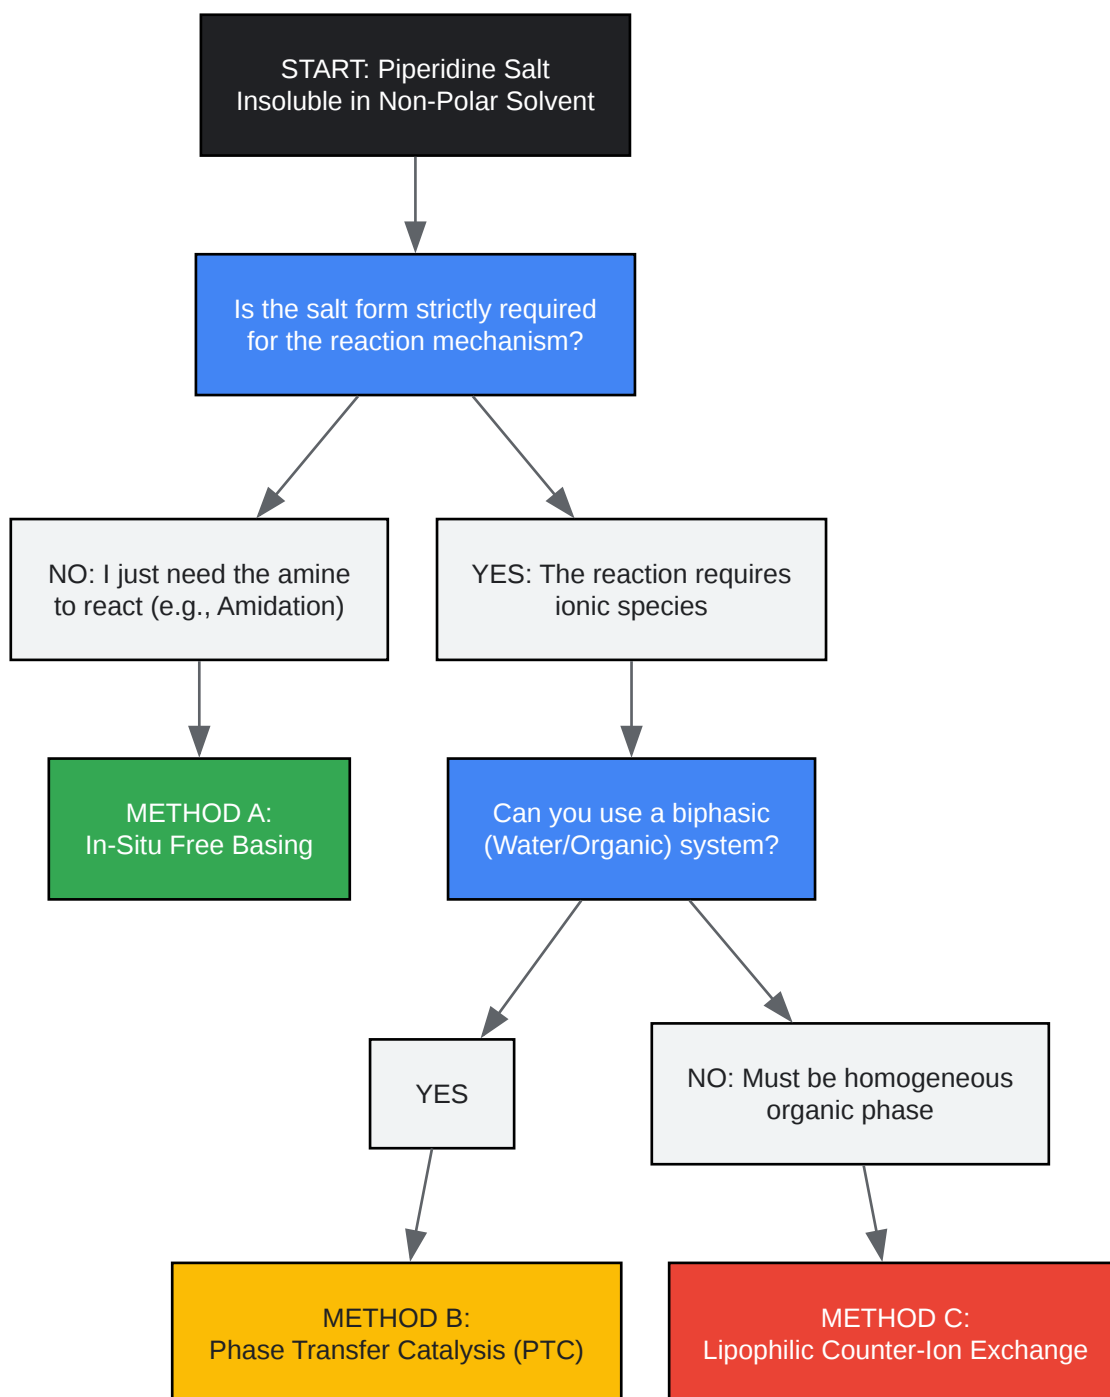 START: Piperidine Salt
Insoluble in Non-Polar Solvent
Is the salt form strictly required
for the reaction mechanism?
NO: I just need the amine
to react (e.g., Amidation)
YES: The reaction requires
ionic species
METHOD A:
In-Situ Free Basing
Can you use a biphasic
(Water/Organic) system?
YES
NO: Must be homogeneous
organic phase
METHOD B:
Phase Transfer Catalysis (PTC)
METHOD C:
Lipophilic Counter-Ion Exchange